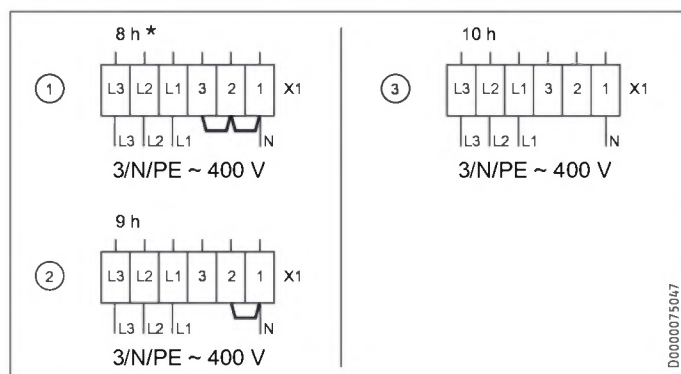 8 h *
1
L3 L2 L1 3 2 1 X1
L3 L2 L1 N
3/N/PE ~ 400 V
9 h
2
L3 L2 L1 3 2 1 X1
L3 L2 L1 N
3/N/PE ~ 400 V
10 h
3
L3 L2 L1 3 2 1 X1
L3 L2 L1 N
3/N/PE ~ 400 V
D0000075047